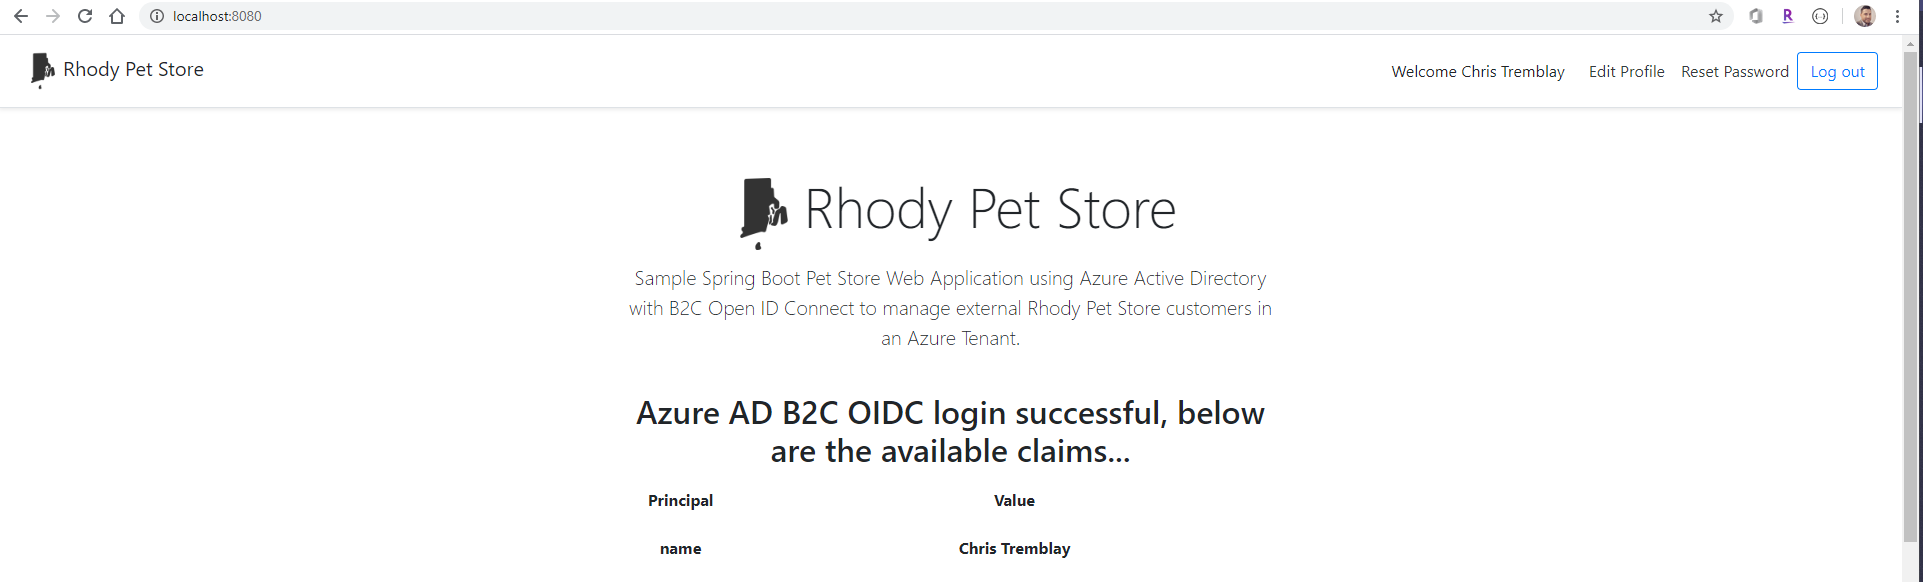 localhost:8080
Rhody Pet Store
Welcome Chris Tremblay Edit Profile Reset Password Log out
Rhody Pet Store
Sample Spring Boot Pet Store Web Application using Azure Active Directory
with B2C Open ID Connect to manage external Rhody Pet Store customers in
an Azure Tenant.
Azure AD B2C OIDC login successful, below
are the available claims...
Principal Value
name Chris Tremblay